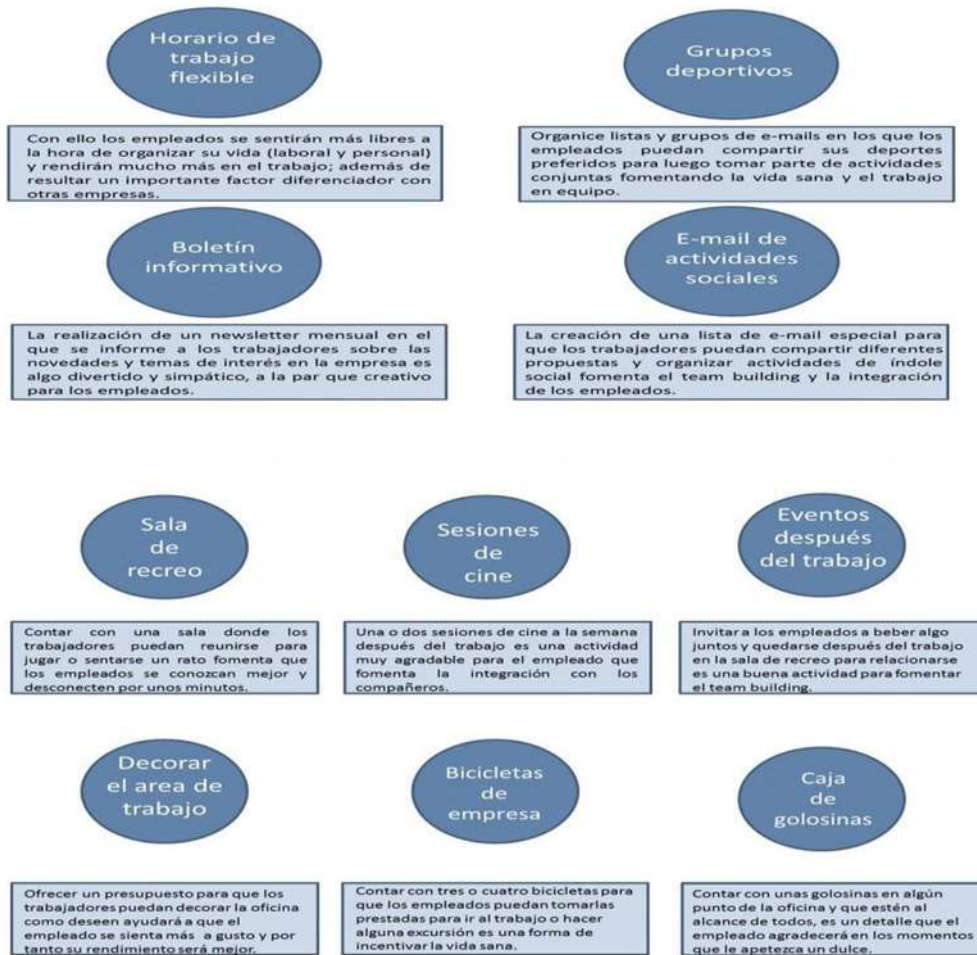 Horario de
trabajo
flexible
Con ello los empleados se sentirán más libres a
la hora de organizar su vida (laboral y personal)
y rendirán mucho más en el trabajo; además de
resultar un importante factor diferenciador con
otras empresas.
Grupos
deportivos
Organice listas y grupos de e-mails en los que los
empleados puedan compartir sus deportes
preferidos para luego tomar parte de actividades
conjuntas fomentando la vida sana y el trabajo
en equipo.
Boletín
informativo
La realización de un newsletter mensual en el
que se informe a los trabajadores sobre las
novedades y temas de interés en la empresa es
algo divertido y simpático, a la par que creativo
para los empleados.
E-mail de
actividades
sociales
La creación de una lista de e-mail especial para
que los trabajadores puedan compartir diferentes
propuestas y organizar actividades de índole
social fomenta el team building y la integración
de los empleados.
Sala
de
recreo
Contar con una sala donde los
trabajadores puedan reunirse para
jugar o sentarse un rato fomenta que
los empleados se conozcan mejor y
desconecten por unos minutos.
Sesiones
de
cine
Una o dos sesiones de cine a la semana
después del trabajo es una actividad
muy agradable para el empleado que
fomenta la integración con los
compañeros.
Eventos
después
del trabajo
Invitar a los empleados a beber algo
juntos y quedarse después del trabajo
en la sala de recreo para relacionarse
es una buena actividad para fomentar
el team building.
Decorar
el area de
trabajo
Ofrecer un presupuesto para que los
trabajadores puedan decorar la oficina
como deseen ayudará a que el
empleado se sienta más a gusto y por
tanto su rendimiento será mejor.
Bicicletas
de
empresa
Contar con tres o cuatro bicicletas para
que los empleados puedan tomarlas
prestadas para ir al trabajo o hacer
alguna excursión es una forma de
incentivar la vida sana.
Caja
de
golosinas
Contar con unas golosinas en algún
punto de la oficina y que estén al
alcance de todos, es un detalle que el
empleado agradecerá en los momentos
que le apetezca un dulce.